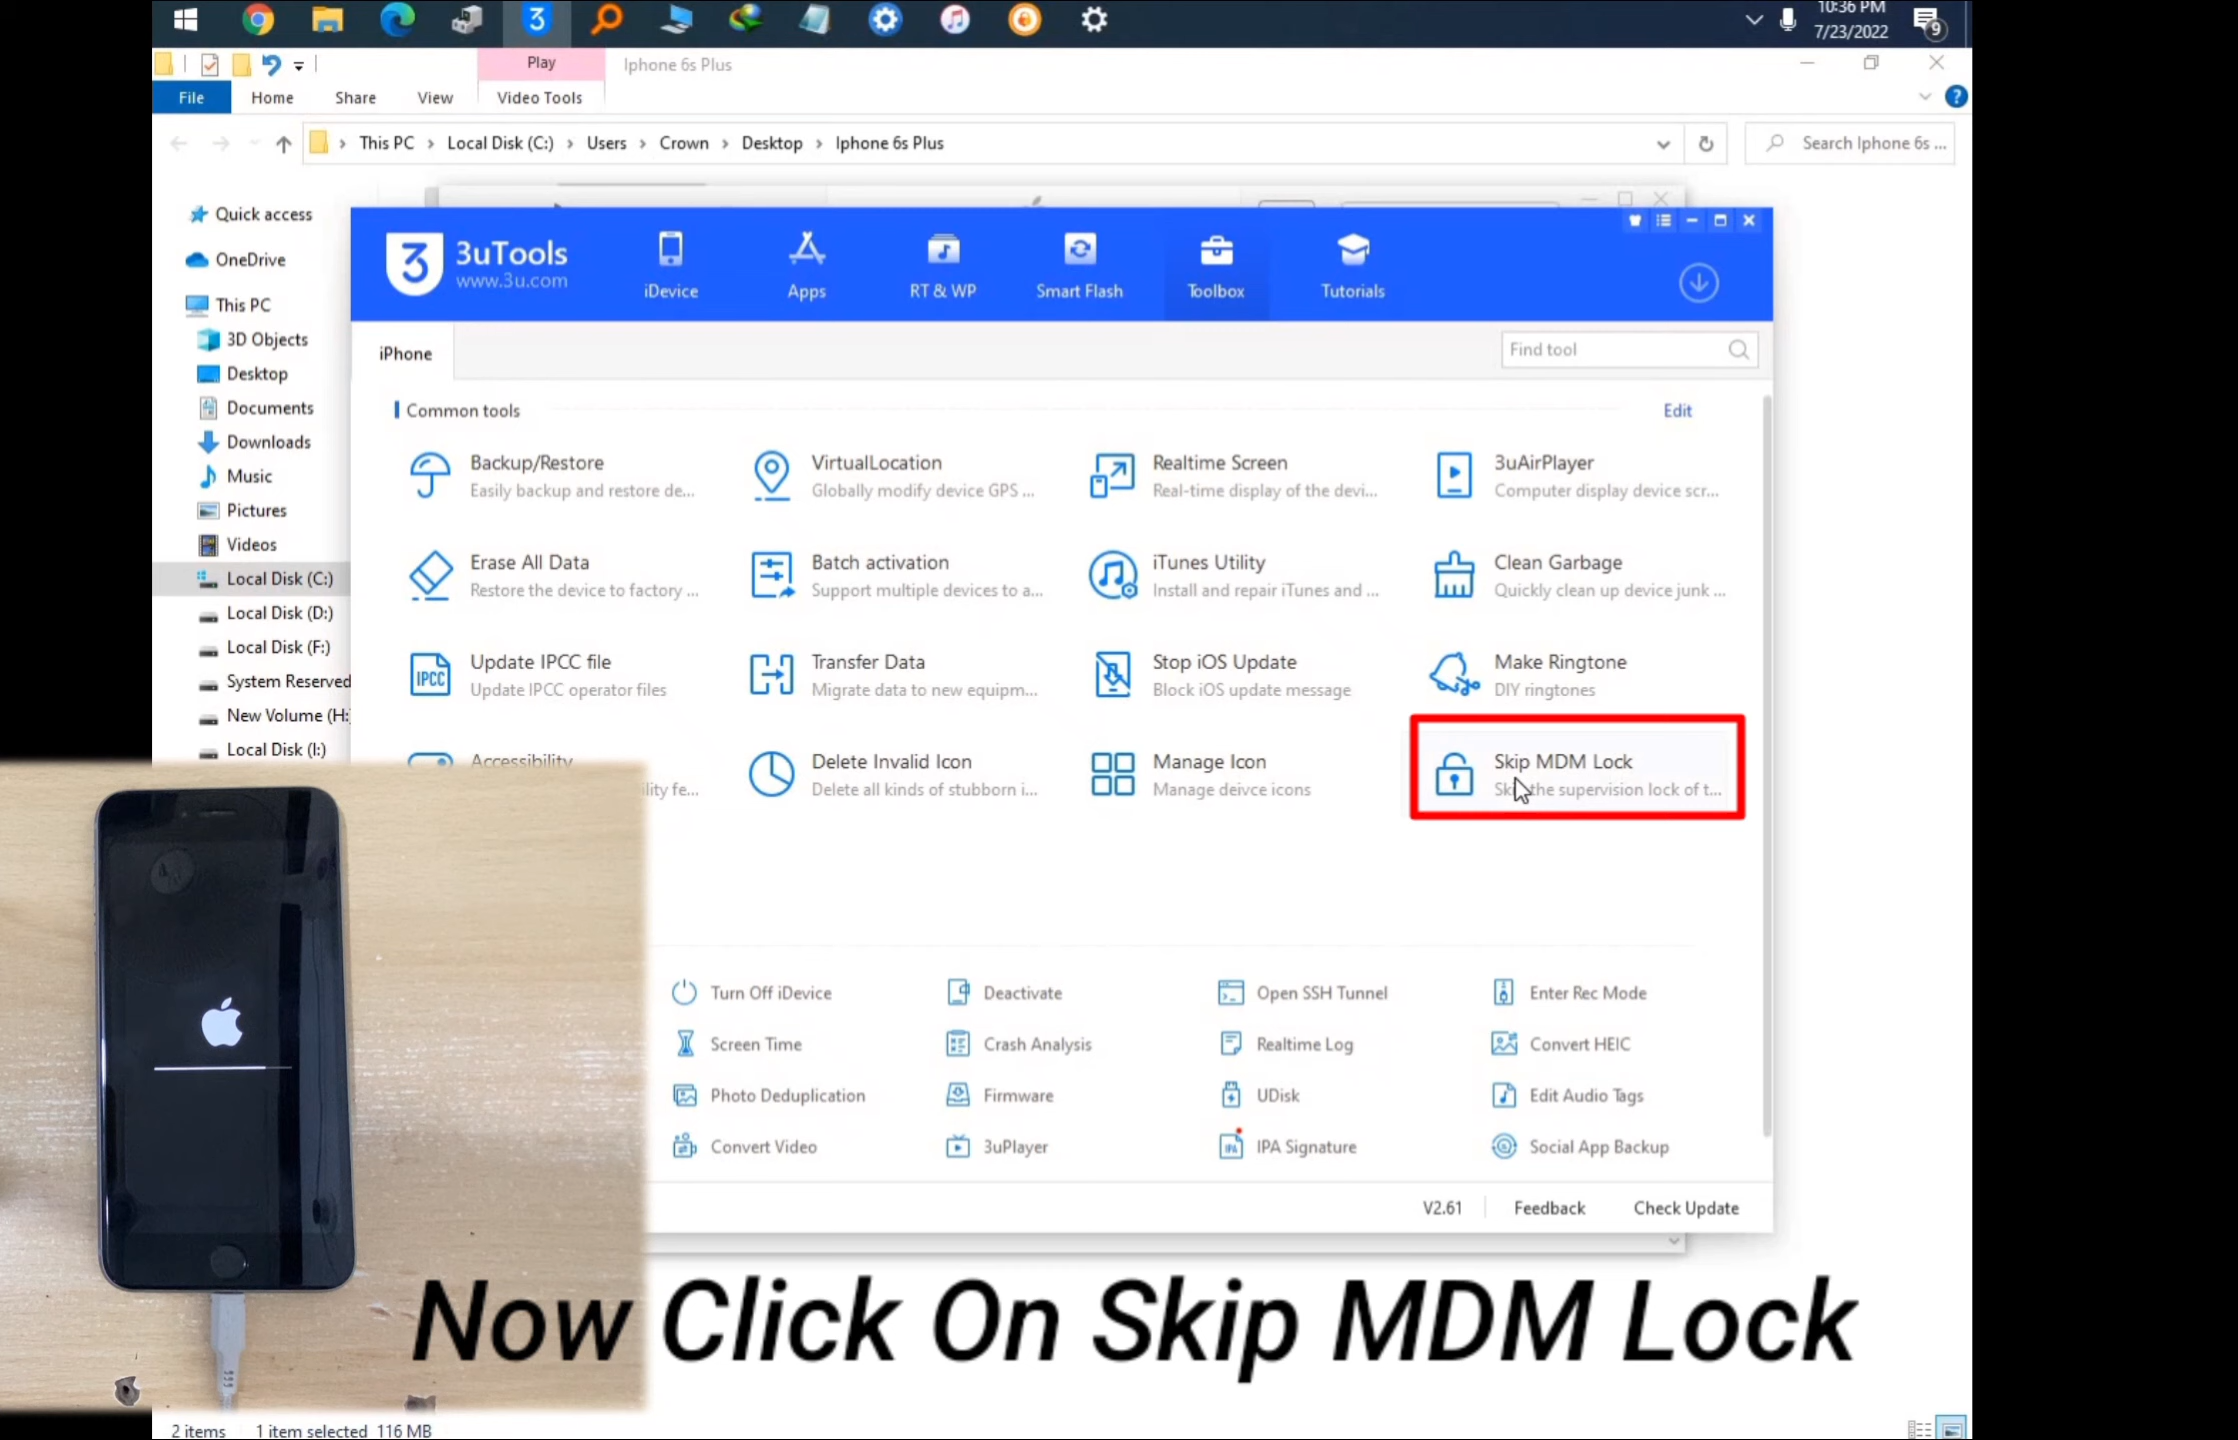 10:36 PM
7/23/2022
9
Play
Iphone 6s Plus
File
Home
Share
View
Video Tools
This PC
Local Disk (C:)
Users
Crown
Desktop
Iphone 6s Plus
Search Iphone 6s ...
Quick access
OneDrive
This PC
3D Objects
Desktop
Documents
Downloads
Music
Pictures
Videos
Local Disk (C:)
Local Disk (D:)
Local Disk (F:)
System Reserved
New Volume (H:
Local Disk (I:)
3
3uTools
www.3u.com
iDevice
Apps
RT & WP
Smart Flash
Toolbox
Tutorials
iPhone
Find tool
Common tools
Edit
Backup/Restore
Easily backup and restore de...
VirtualLocation
Globally modify device GPS ...
Realtime Screen
Real-time display of the devi...
3uAirPlayer
Computer display device scr...
Erase All Data
Restore the device to factory ...
Batch activation
Support multiple devices to a...
iTunes Utility
Install and repair iTunes and ...
Clean Garbage
Quickly clean up device junk ...
IPCC
Update IPCC file
Update IPCC operator files
Transfer Data
Migrate data to new equipm...
Stop iOS Update
Block iOS update message
Make Ringtone
DIY ringtones
Accessibility
ility fe...
Delete Invalid Icon
Delete all kinds of stubborn i...
Manage Icon
Manage deivce icons
Skip MDM Lock
the supervision lock of t...
Turn Off iDevice
Deactivate
Open SSH Tunnel
Enter Rec Mode
Screen Time
Crash Analysis
Realtime Log
Convert HEIC
Photo Deduplication
Firmware
UDisk
Edit Audio Tags
Convert Video
3uPlayer
IPA Signature
Social App Backup
V2.61
Feedback
Check Update
Now Click On Skip MDM Lock
2 items
1 item selected 116 MB